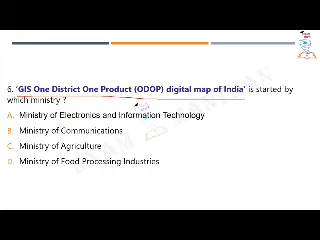 6. ‘GIS One District One Product (ODOP) digital map of India’ is started by
which ministry ?
A. Ministry of Electronics and Information Technology
B. Ministry of Communications
C. Ministry of Agriculture
D. Ministry of Food Processing Industries